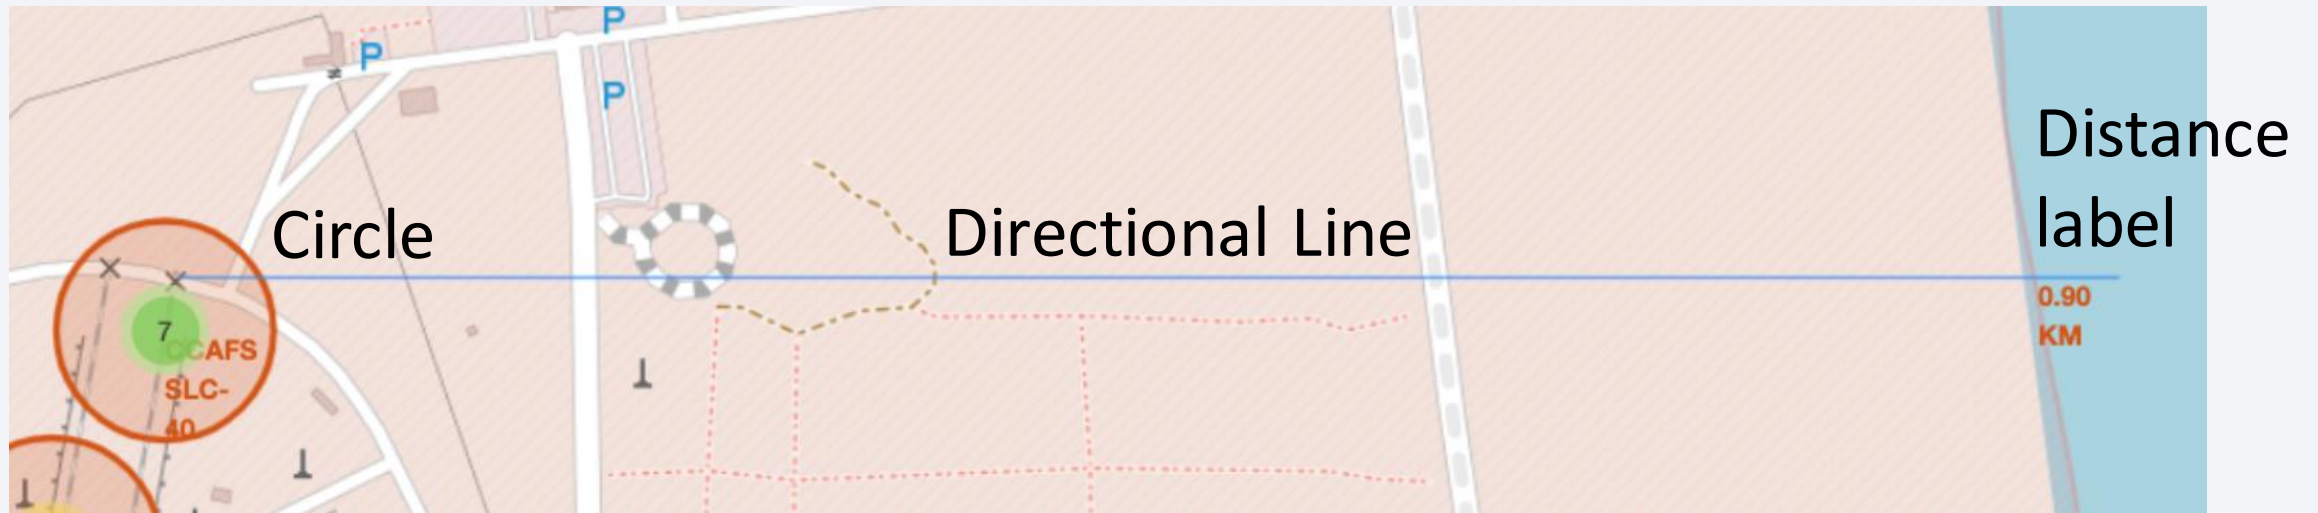 P
P
P
Distance
label
Circle
Directional Line
0.90
KM
7
CCAFS
SLC-
40